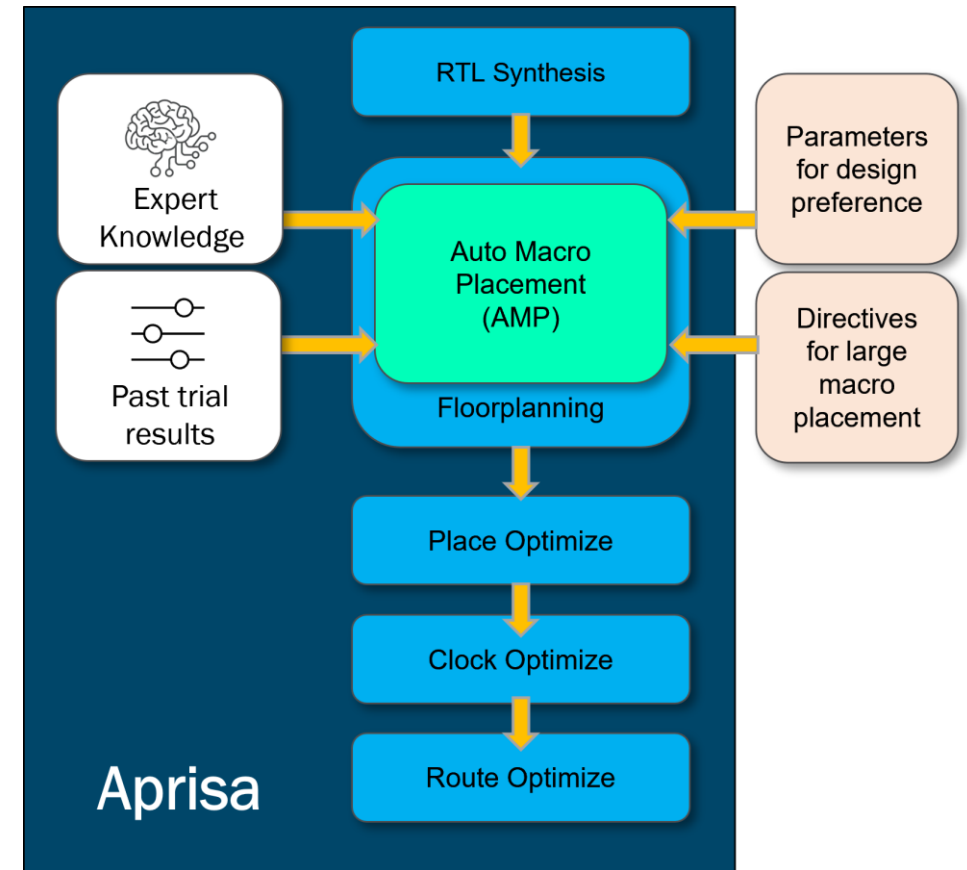 RTL Synthesis
Expert
Knowledge
Past trial
results
Auto Macro
Placement
(AMP)
Floorplanning
Parameters
for design
preference
Directives
for large
macro
placement
Place Optimize
Clock Optimize
Route Optimize
Aprisa